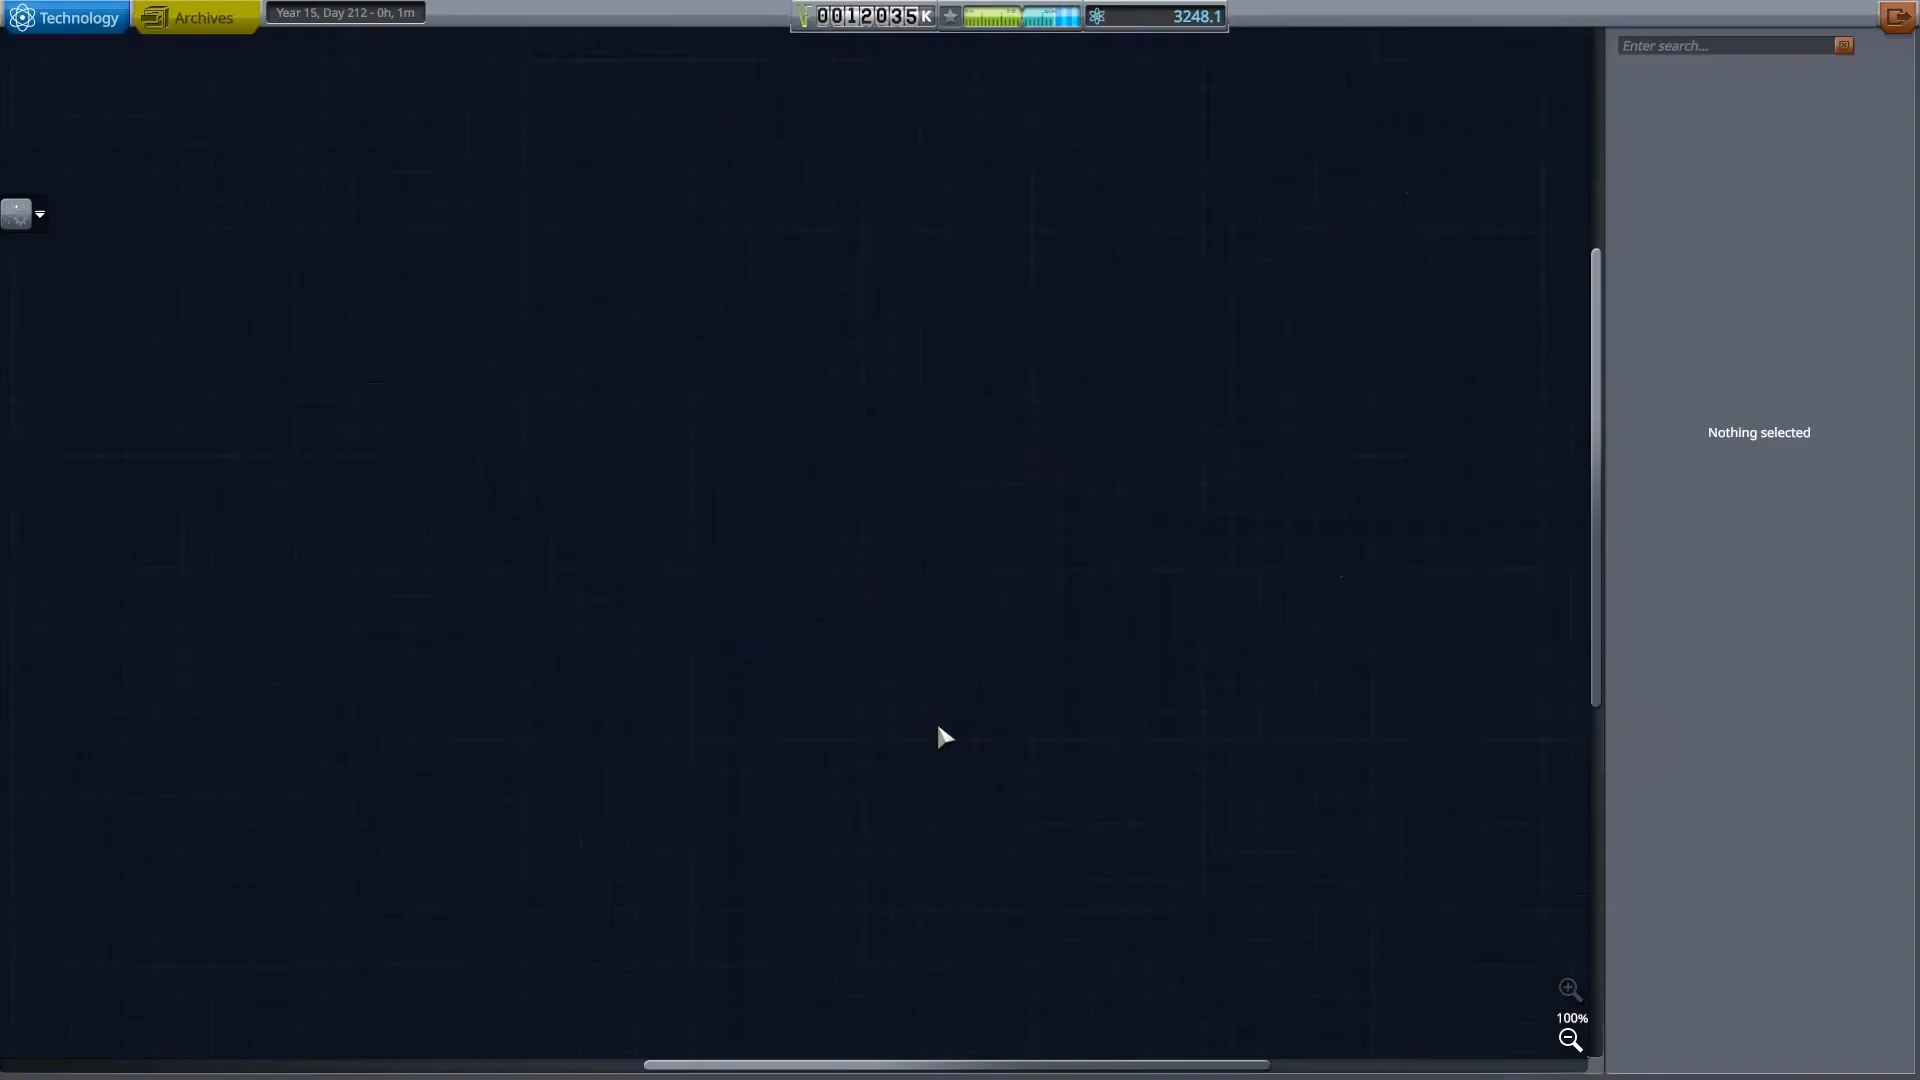 Technology
Archives
Year 15, Day 212 - 0h, 1m
0012035K
3248.1
Enter search...
Nothing selected
100%